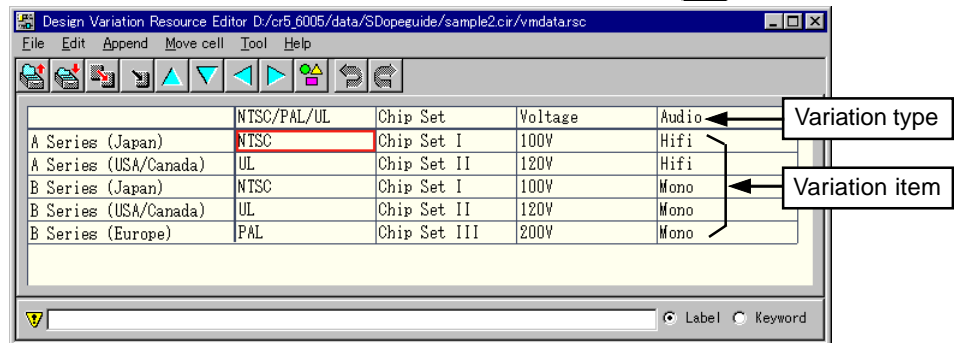 Design Variation Resource Editor D:/cr5_6005/data/SDopeguide/sample2.cir/vmdata.rsc
File Edit Append Move cell Tool Help
NTSC/PAL/UL Chip Set Voltage Audio Variation type
A Series (Japan) NTSC Chip Set I 100V Hifi
A Series (USA/Canada) UL Chip Set II 120V Hifi
B Series (Japan) NTSC Chip Set I 100V Mono Variation item
B Series (USA/Canada) UL Chip Set II 120V Mono
B Series (Europe) PAL Chip Set III 200V Mono
Label Keyword